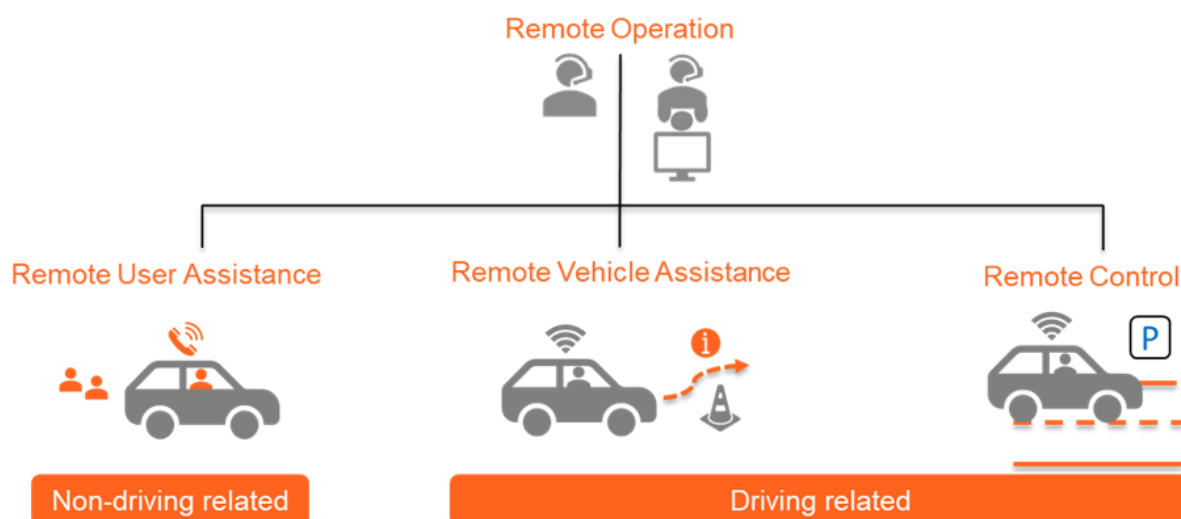 Remote Operation
Remote User Assistance
Remote Vehicle Assistance
Remote Control
i
P
Non-driving related
Driving related